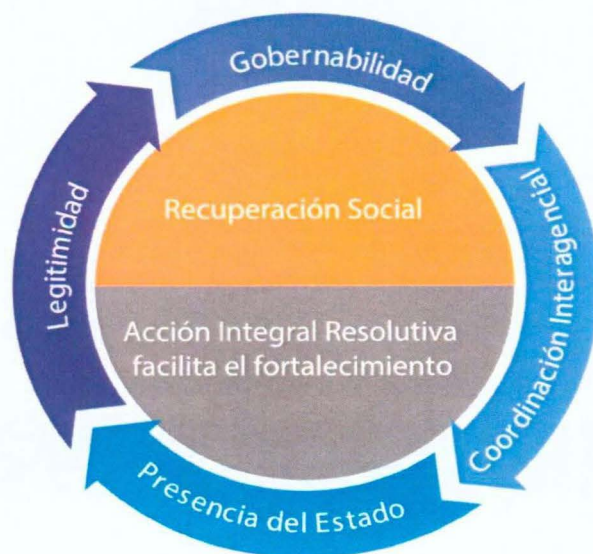 Gobernabilidad
Coordinación Interagencial
Presencia del Estado
Legitimidad
Recuperación Social
Acción Integral Resolutiva
facilita el fortalecimiento